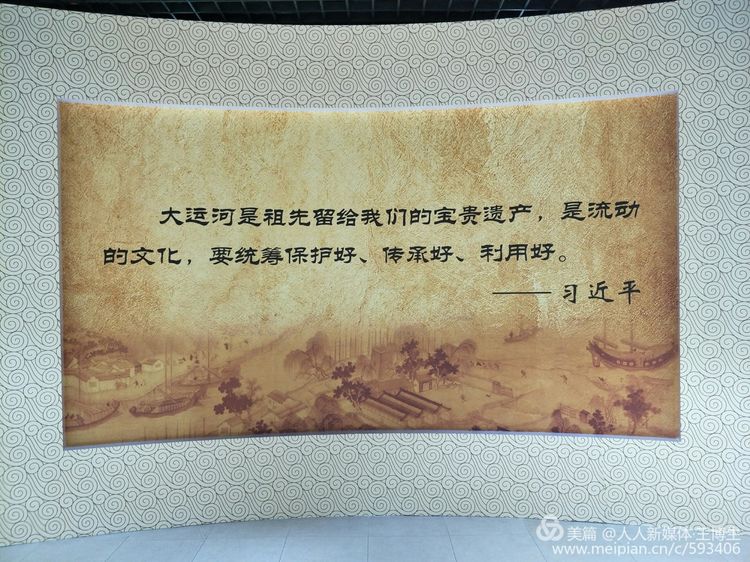 大运河是祖先留给我们的宝贵遗产，是流动
的文化，要统筹保护好、传承好、利用好。
——习近平
美篇 @人人新媒体·王博生
www.meipian.cn/c/593406